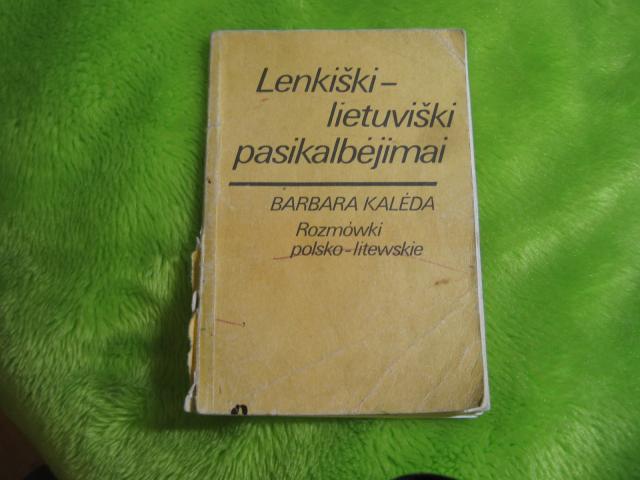 Lenkiški–
lietuviški
pasikalbėjimai
BARBARA KALĖDA
Rozmówki
polsko-litewskie